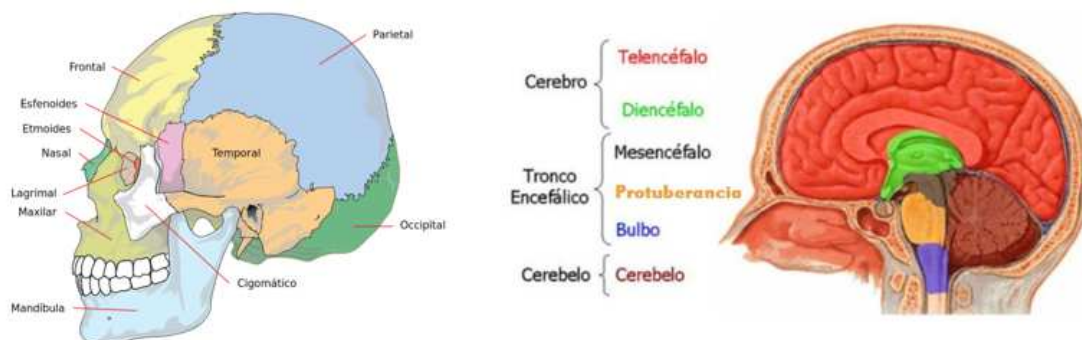 Parietal
Frontal
Esfenoides
Etmoides
Nasal
Temporal
Lagrimal
Maxilar
Occipital
Cigomático
Mandíbula
Cerebro
Telencéfalo
Diencéfalo
Tronco
Encefálico
Mesencéfalo
Protuberancia
Bulbo
Cerebelo
Cerebelo